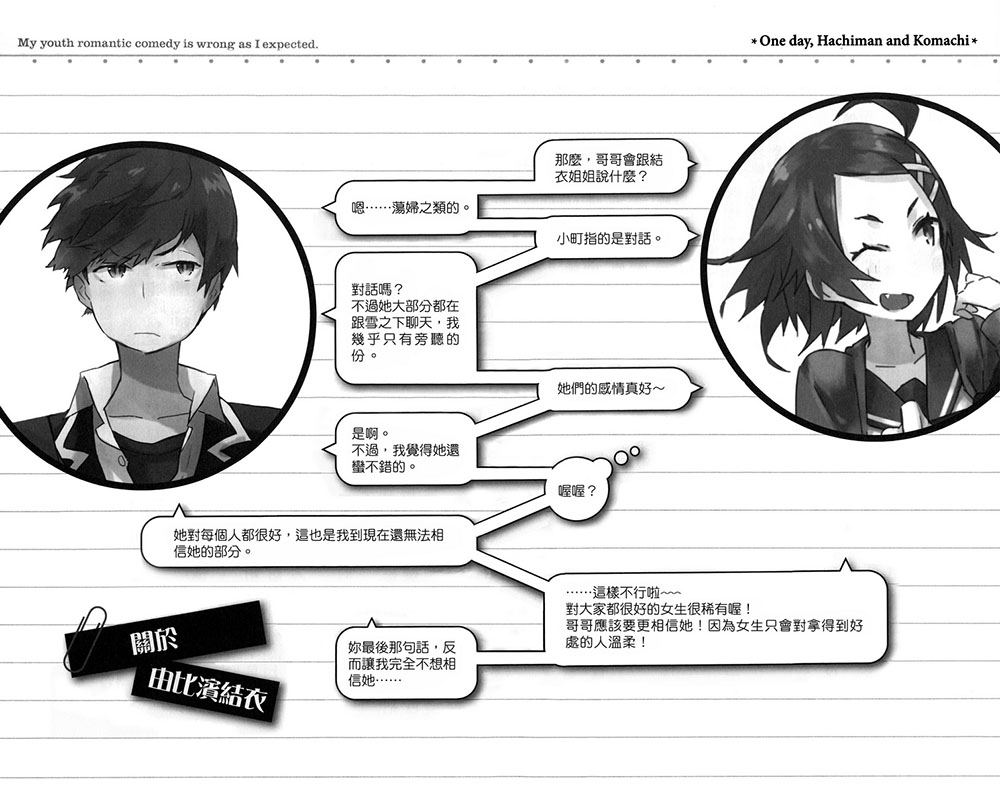 My youth romantic comedy is wrong as I expected.
*One day, Hachiman and Komachi*
那麼，哥哥會跟結
衣姐姐說什麼？
嗯……蕩婦之類的。
小町指的是對話。
對話嗎？
不過她大部分都在
跟雪之下聊天，我
幾乎只有旁聽的
份。
她們的感情真好～
是啊。
不過，我覺得她還
蠻不錯的。
喔喔？
她對每個人都很好，這也是我到現在還無法相
信她的部分。
……這樣不行啦~~~
對大家都很好的女生很稀有喔！
哥哥應該要更相信她！因為女生只會對拿得到好
處的人溫柔！
妳最後那句話，反
而讓我完全不想相
信她……
關於
由比濱結衣